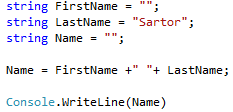 string FirstName = "";
string LastName = "Sartor";
string Name = "";
Name = FirstName +" "+ LastName;
Console.WriteLine(Name)